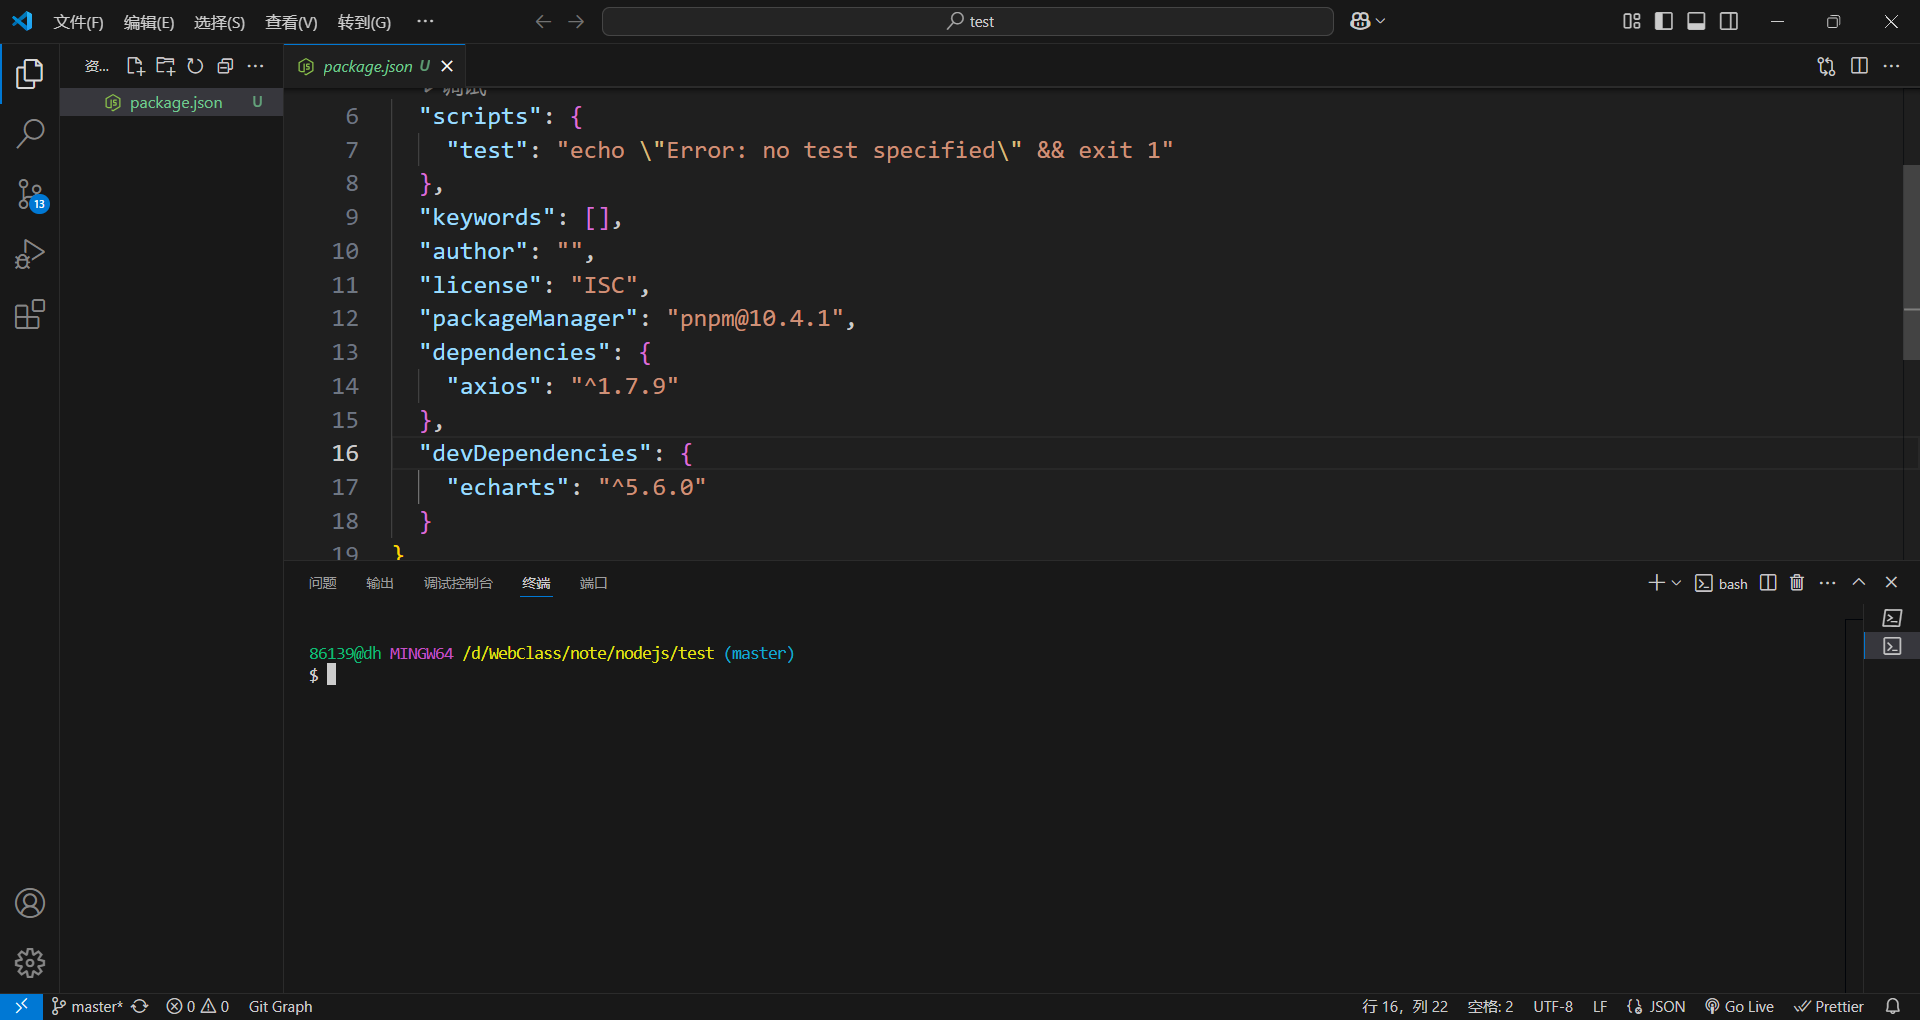 文件(F) 编辑(E) 选择(S) 查看(V) 转到(G) ··· test
资... ···
package.json U
package.json U
调试
6 "scripts": {
7 "test": "echo \"Error: no test specified\" && exit 1"
8 },
9 "keywords": [],
10 "author": "",
11 "license": "ISC",
12 "packageManager": "pnpm@10.4.1",
13 "dependencies": {
14 "axios": "^1.7.9"
15 },
16 "devDependencies": {
17 "echarts": "^5.6.0"
18 }
19 }
13
问题 输出 调试控制台 终端 端口 bash
86139@dh MINGW64 /d/WebClass/note/nodejs/test (master)
$
master* 0 0 Git Graph 行 16, 列 22 空格: 2 UTF-8 LF JSON Go Live Prettier